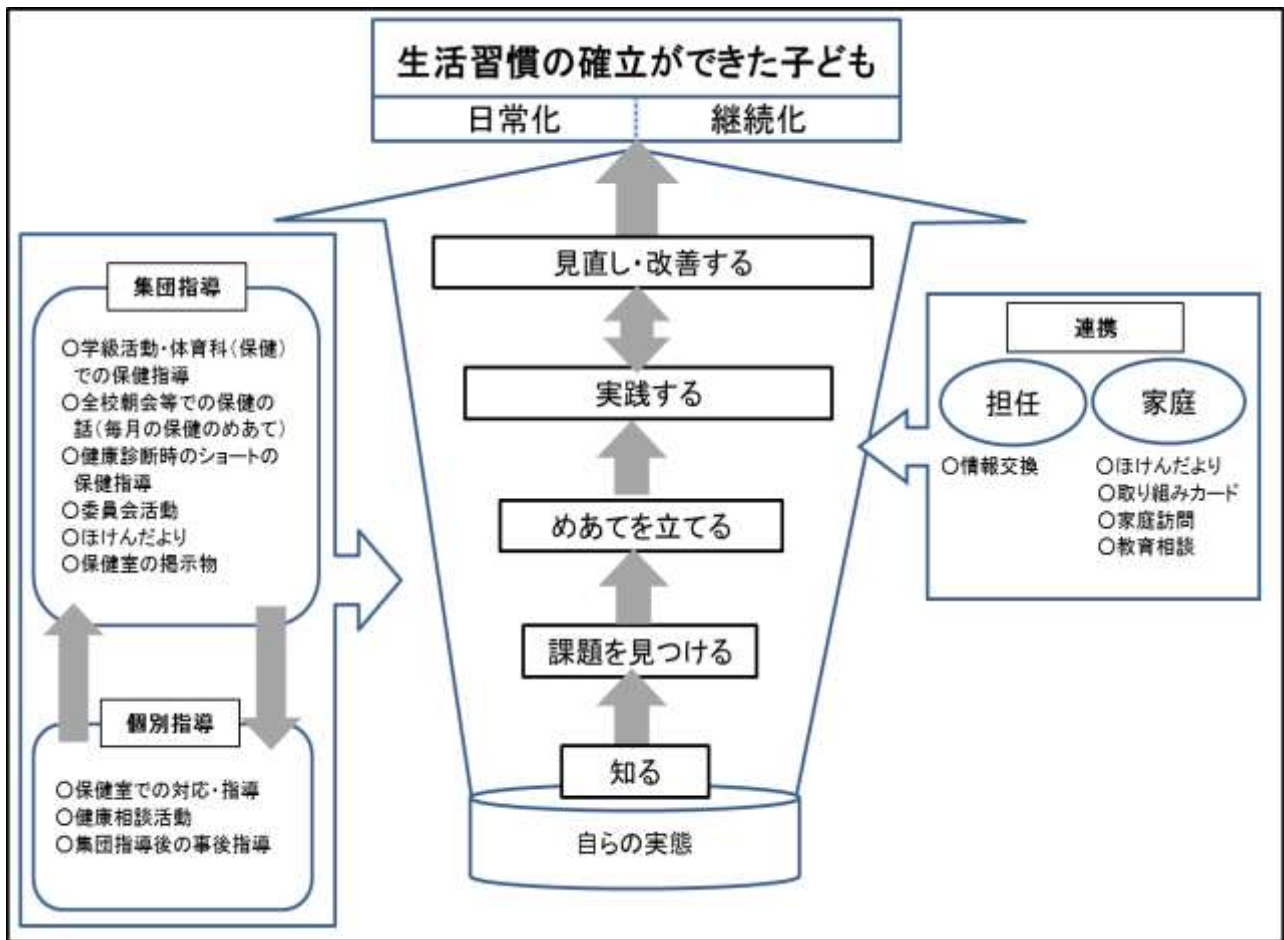 生活習慣の確立ができた子ども
日常化 継続化
見直し・改善する
実践する
めあてを立てる
課題を見つける
知る
自らの実態
集団指導
○学級活動・体育科(保健)
での保健指導
○全校朝会等での保健の
話(毎月の保健のめあて)
○健康診断時のショートの
保健指導
○委員会活動
○ほけんだより
○保健室の掲示物
個別指導
○保健室での対応・指導
○健康相談活動
○集団指導後の事後指導
連携
担任
○情報交換
家庭
○ほけんだより
○取り組みカード
○家庭訪問
○教育相談